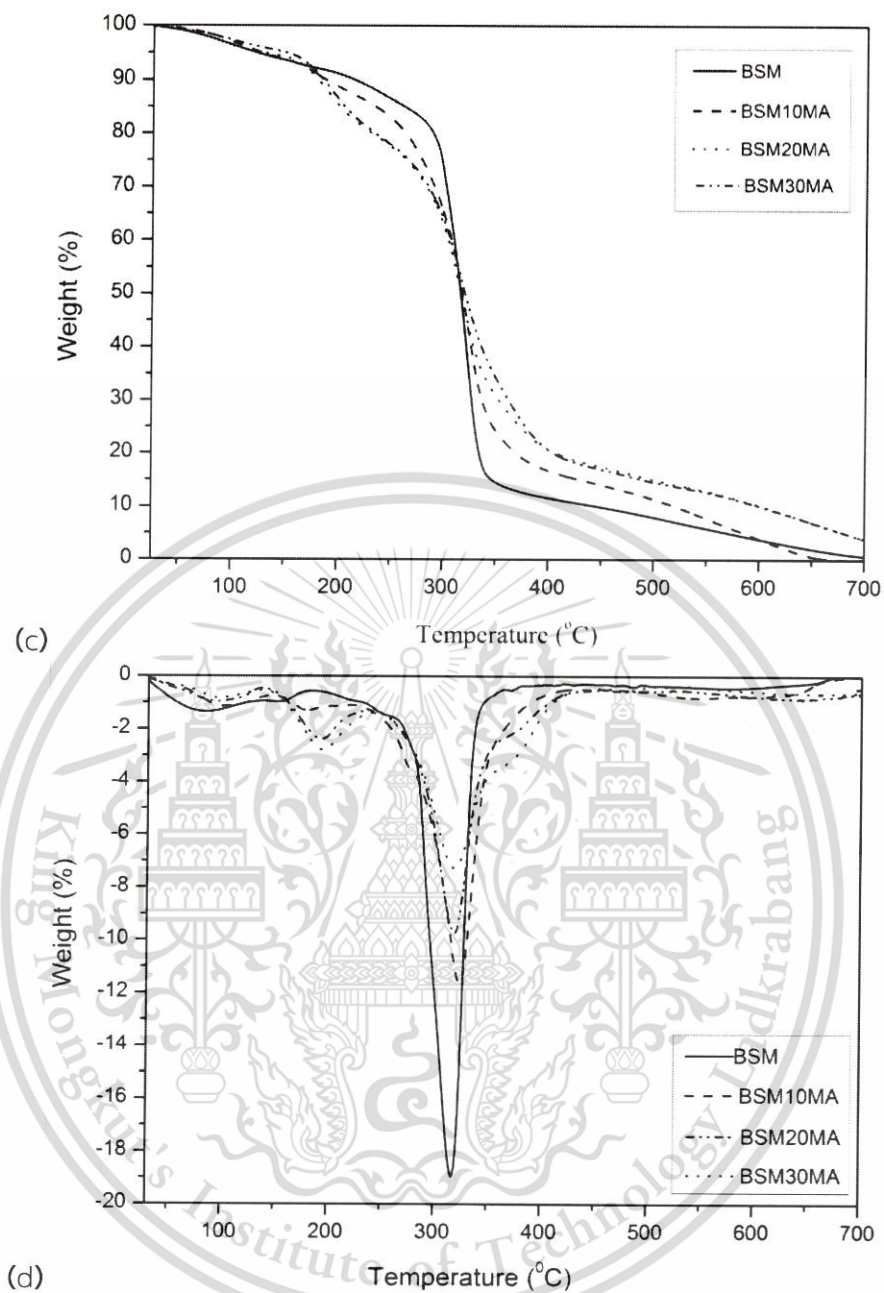 100
90
80
70
60
50
40
30
20
10
0
Weight (%)
BSM
BSM10MA
BSM20MA
BSM30MA
100 200 300 400 500 600 700
(c)
Temperature (°C)
0
-2
-4
-6
-8
-10
-12
-14
-16
-18
-20
Weight (%)
BSM
BSM10MA
BSM20MA
BSM30MA
100 200 300 400 500 600 700
(d)
Temperature (°C)
King Mongkut's Institute of Technology Indkrabang